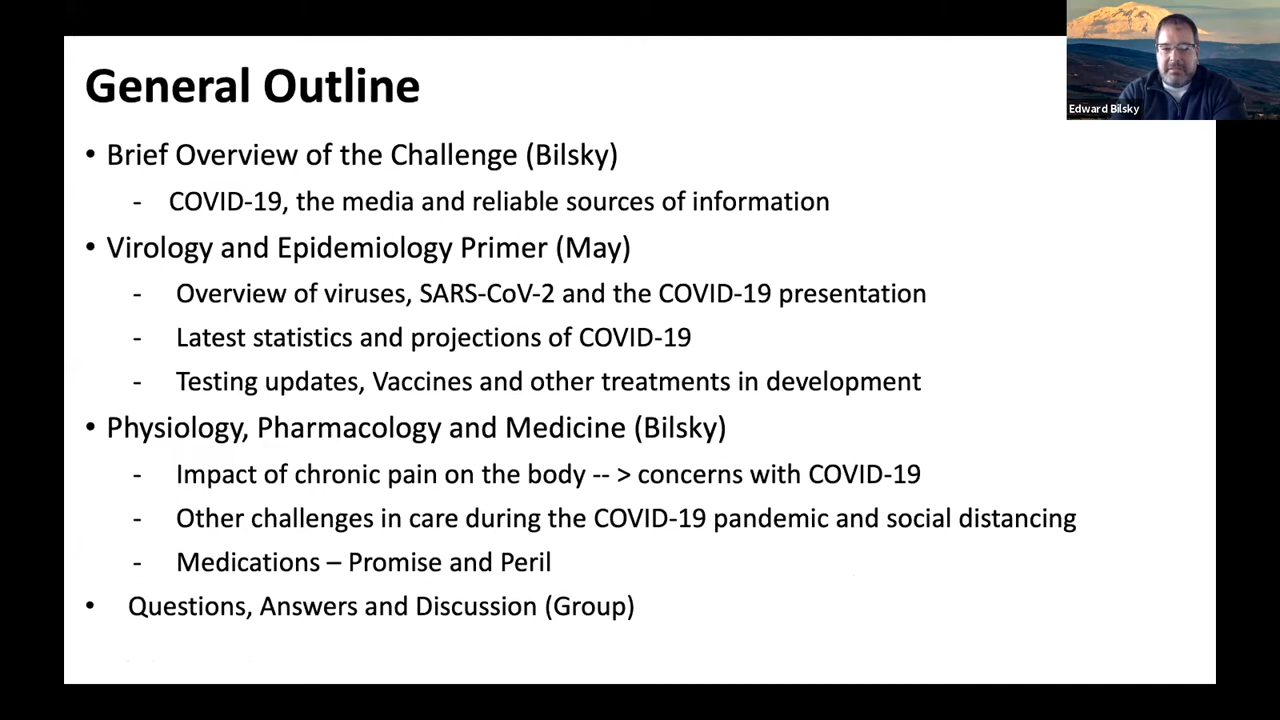 General Outline
Edward Bilsky
• Brief Overview of the Challenge (Bilsky)
- COVID-19, the media and reliable sources of information
• Virology and Epidemiology Primer (May)
- Overview of viruses, SARS-CoV-2 and the COVID-19 presentation
- Latest statistics and projections of COVID-19
- Testing updates, Vaccines and other treatments in development
• Physiology, Pharmacology and Medicine (Bilsky)
- Impact of chronic pain on the body -- > concerns with COVID-19
- Other challenges in care during the COVID-19 pandemic and social distancing
- Medications – Promise and Peril
• Questions, Answers and Discussion (Group)